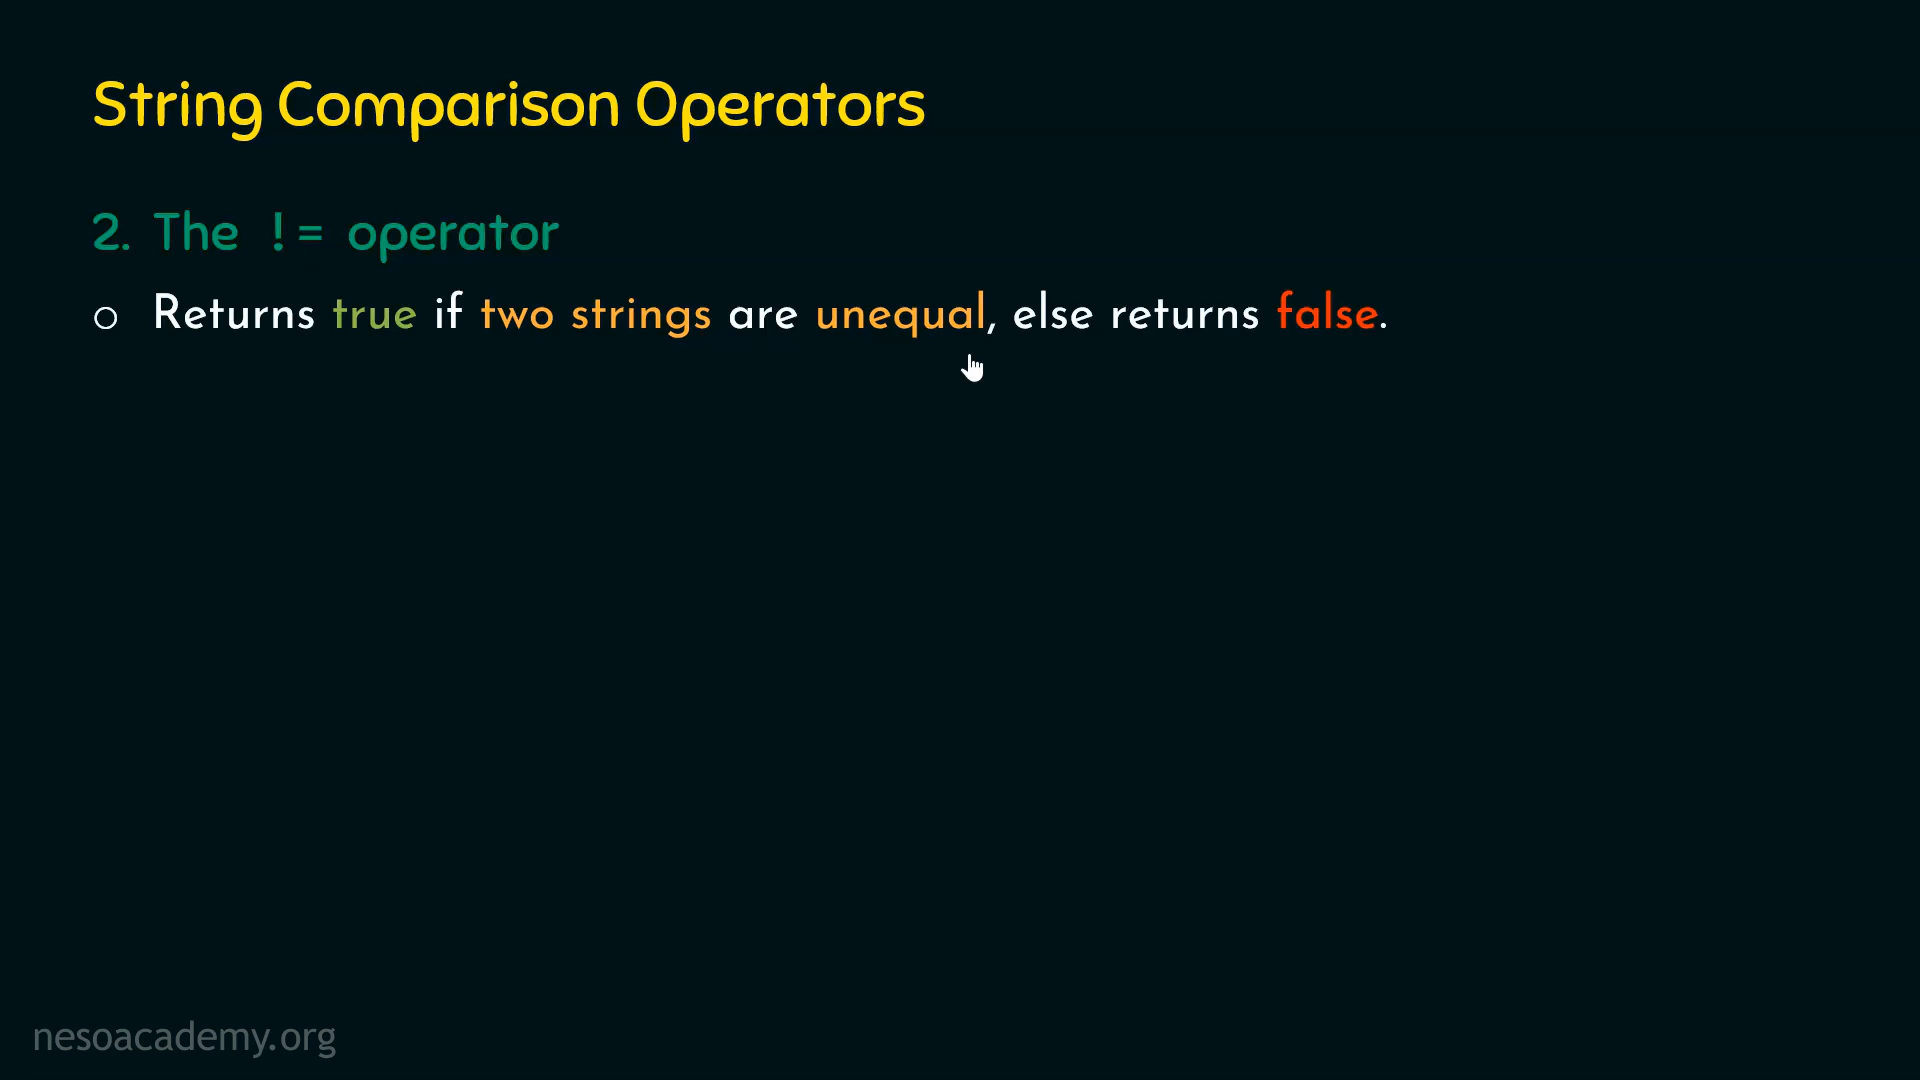 String Comparison Operators
2. The != operator
○ Returns true if two strings are unequal, else returns false.
nesoacademy.org